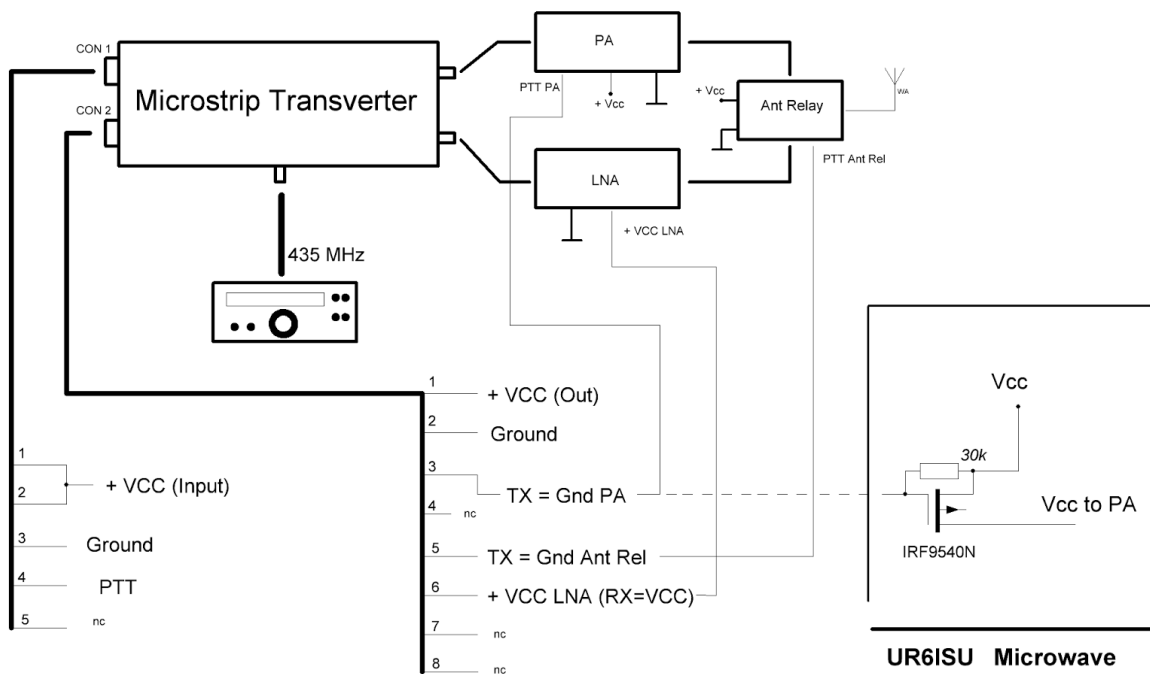 CON 1
CON 2
Microstrip Transverter
PA
PTT PA
+ Vcc
+ Vcc
Ant Relay
WA
PTT Ant Rel
LNA
+ VCC LNA
435 MHz
1
2
+ VCC (Input)
3
Ground
4
PTT
5
nc
1
+ VCC (Out)
2
Ground
3
TX = Gnd PA
4
nc
5
TX = Gnd Ant Rel
6
+ VCC LNA (RX=VCC)
7
nc
8
nc
Vcc
30k
Vcc to PA
IRF9540N
UR6ISU Microwave